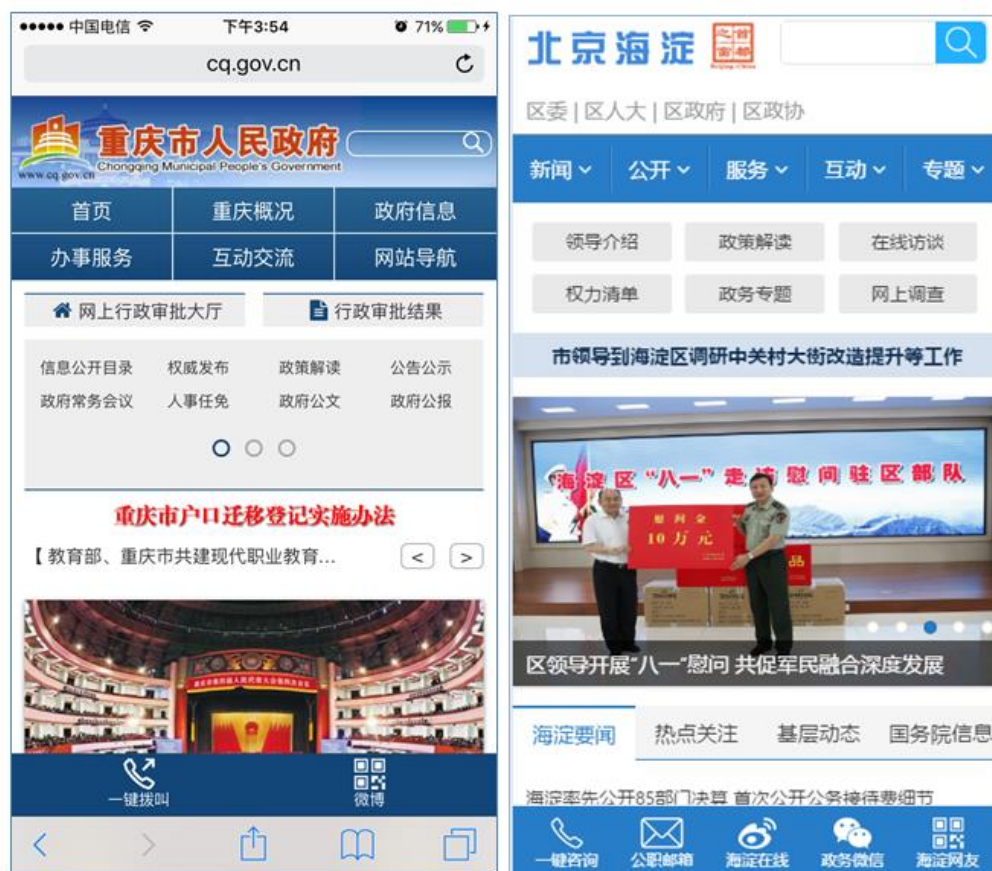 中国电信 下午3:54 71%
cq.gov.cn
重庆市人民政府
Chongqing Municipal People's Government
www.cq.gov.cn
首页 重庆概况 政府信息
办事服务 互动交流 网站导航
网上行政审批大厅 行政审批结果
信息公开目录 权威发布 政策解读 公告公示
政府常务会议 人事任免 政府公文 政府公报
重庆市户口迁移登记实施办法
【 教育部、重庆市共建现代职业教育... < >
一键拨叫 微博
北京海淀 首都之窗
区委 | 区人大 | 区政府 | 区政协
新闻 公开 服务 互动 专题
领导介绍 政策解读 在线访谈
权力清单 政务专题 网上调查
市领导到海淀区调研中关村大街改造提升等工作
海淀区“八一”走访慰问驻区部队
慰问金
10万元
品
区领导开展“八一”慰问 共促军民融合深度发展
海淀要闻 热点关注 基层动态 国务院信息
海淀率先公开85部门决算 首次公开公务接待费细节
一键咨询 公职邮箱 海淀在线 政务微信 海淀网友